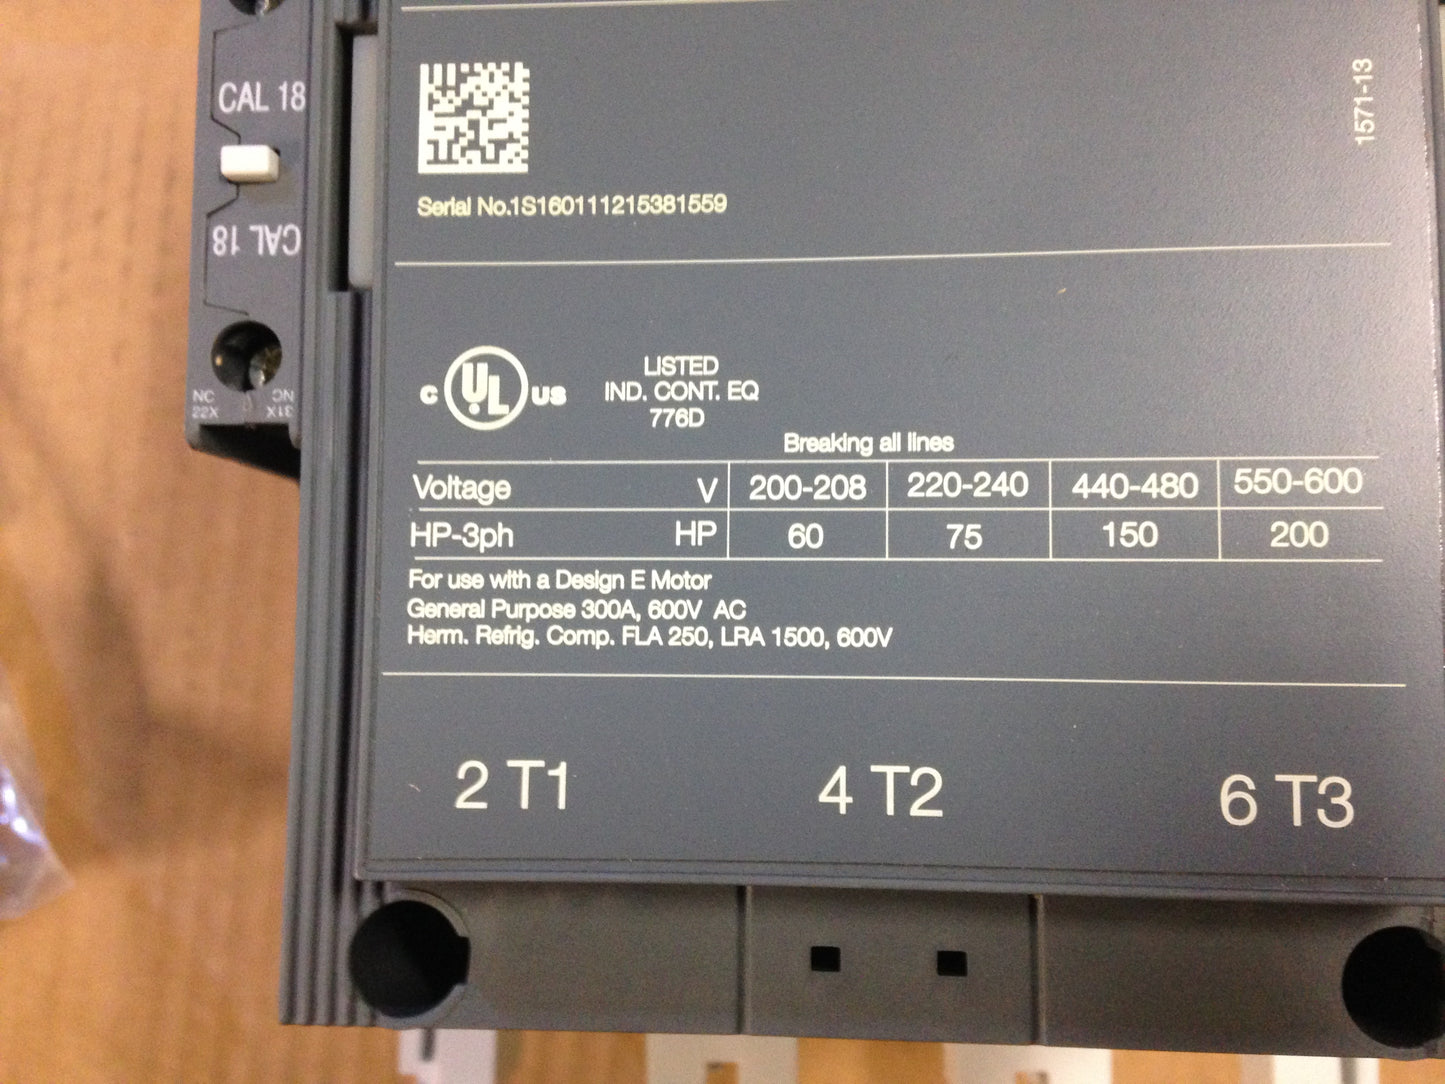 CAL 18
CAL 18
NC NC
22X 31X
1571-13
Serial No.1S160111215381559
C UL US
LISTED
IND. CONT. EQ
776D
Breaking all lines
Voltage V 200-208 220-240 440-480 550-600
HP-3ph HP 60 75 150 200
For use with a Design E Motor
General Purpose 300A, 600V AC
Herm. Refrig. Comp. FLA 250, LRA 1500, 600V
2 T1 4 T2 6 T3